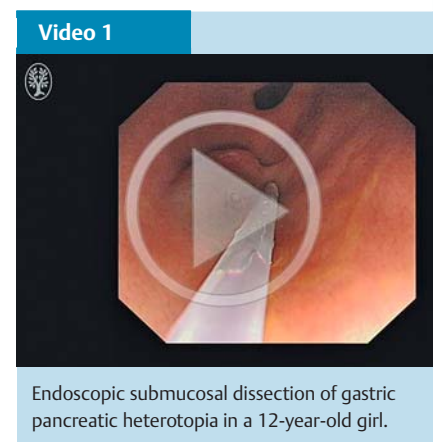 Video 1
Endoscopic submucosal dissection of gastric
pancreatic heterotopia in a 12-year-old girl.